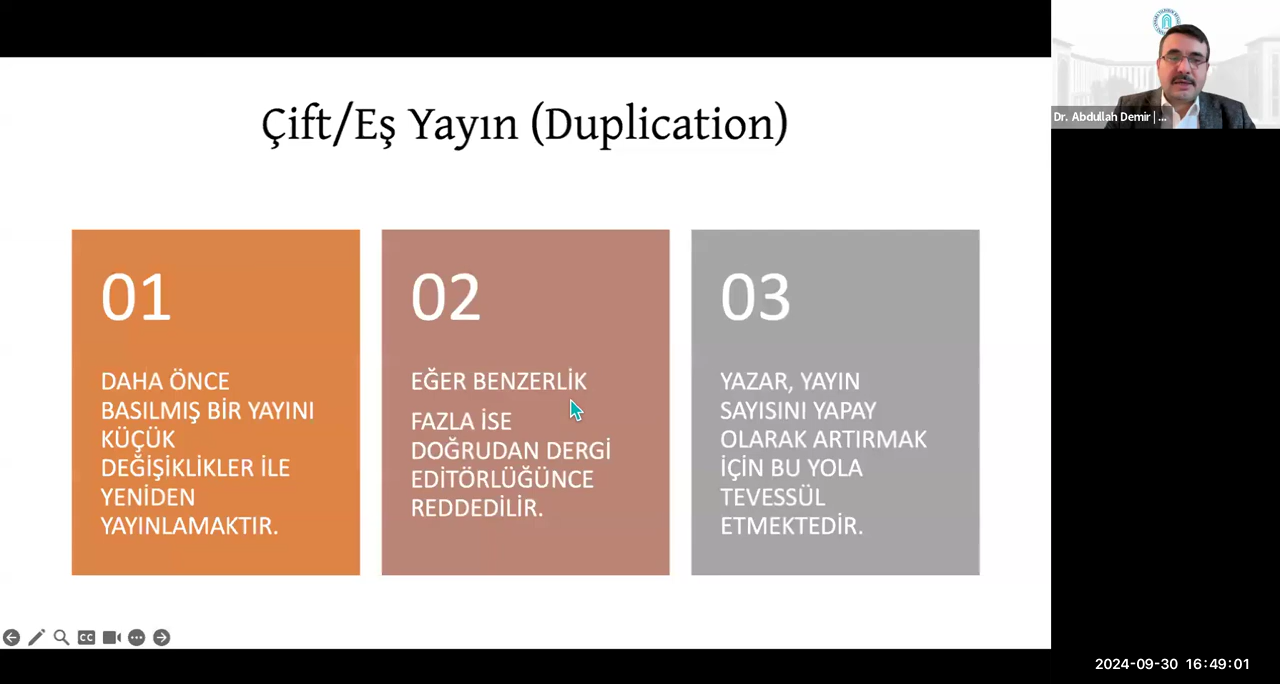 Çift/Eş Yayın (Duplication)
01
DAHA ÖNCE
BASILMIŞ BİR YAYINI
KÜÇÜK
DEĞİŞİKLİKLER İLE
YENİDEN
YAYINLAMAKTIR.
02
EĞER BENZERLİK
FAZLA İSE
DOĞRUDAN DERGİ
EDİTÖRLÜĞÜNCE
REDDEDİLİR.
03
YAZAR, YAYIN
SAYISINI YAPAY
OLARAK ARTIRMAK
İÇİN BU YOLA
TEVESSÜL
ETMEKTEDİR.
Dr. Abdullah Demir | ...
CC
2024-09-30 16:49:01